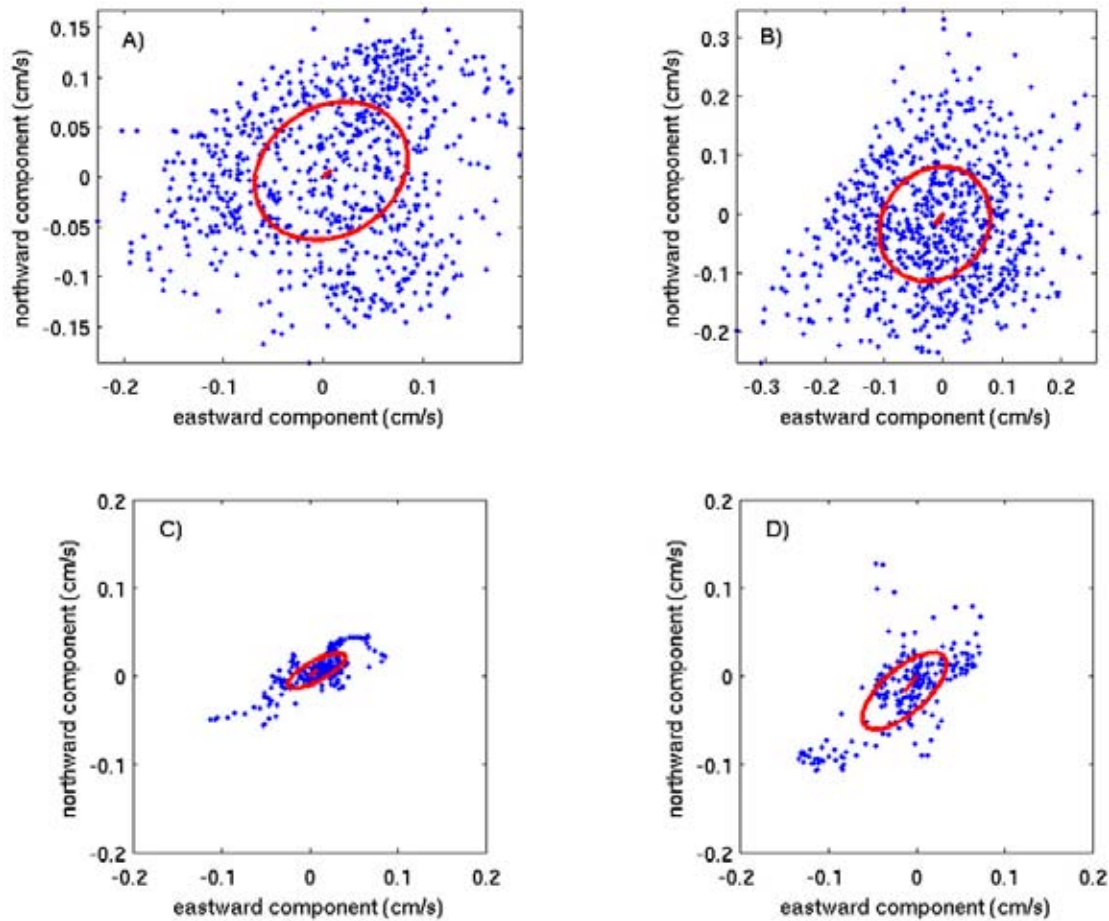 A)
northward component (cm/s)
0.15
0.1
0.05
0
-0.05
-0.1
-0.15
-0.2 -0.1 0 0.1
eastward component (cm/s)
B)
northward component (cm/s)
0.3
0.2
0.1
0
-0.1
-0.2
-0.3 -0.2 -0.1 0 0.1 0.2
eastward component (cm/s)
C)
northward component (cm/s)
0.2
0.1
0
-0.1
-0.2
-0.2 -0.1 0 0.1 0.2
eastward component (cm/s)
D)
northward component (cm/s)
0.2
0.1
0
-0.1
-0.2
-0.2 -0.1 0 0.1 0.2
eastward component (cm/s)